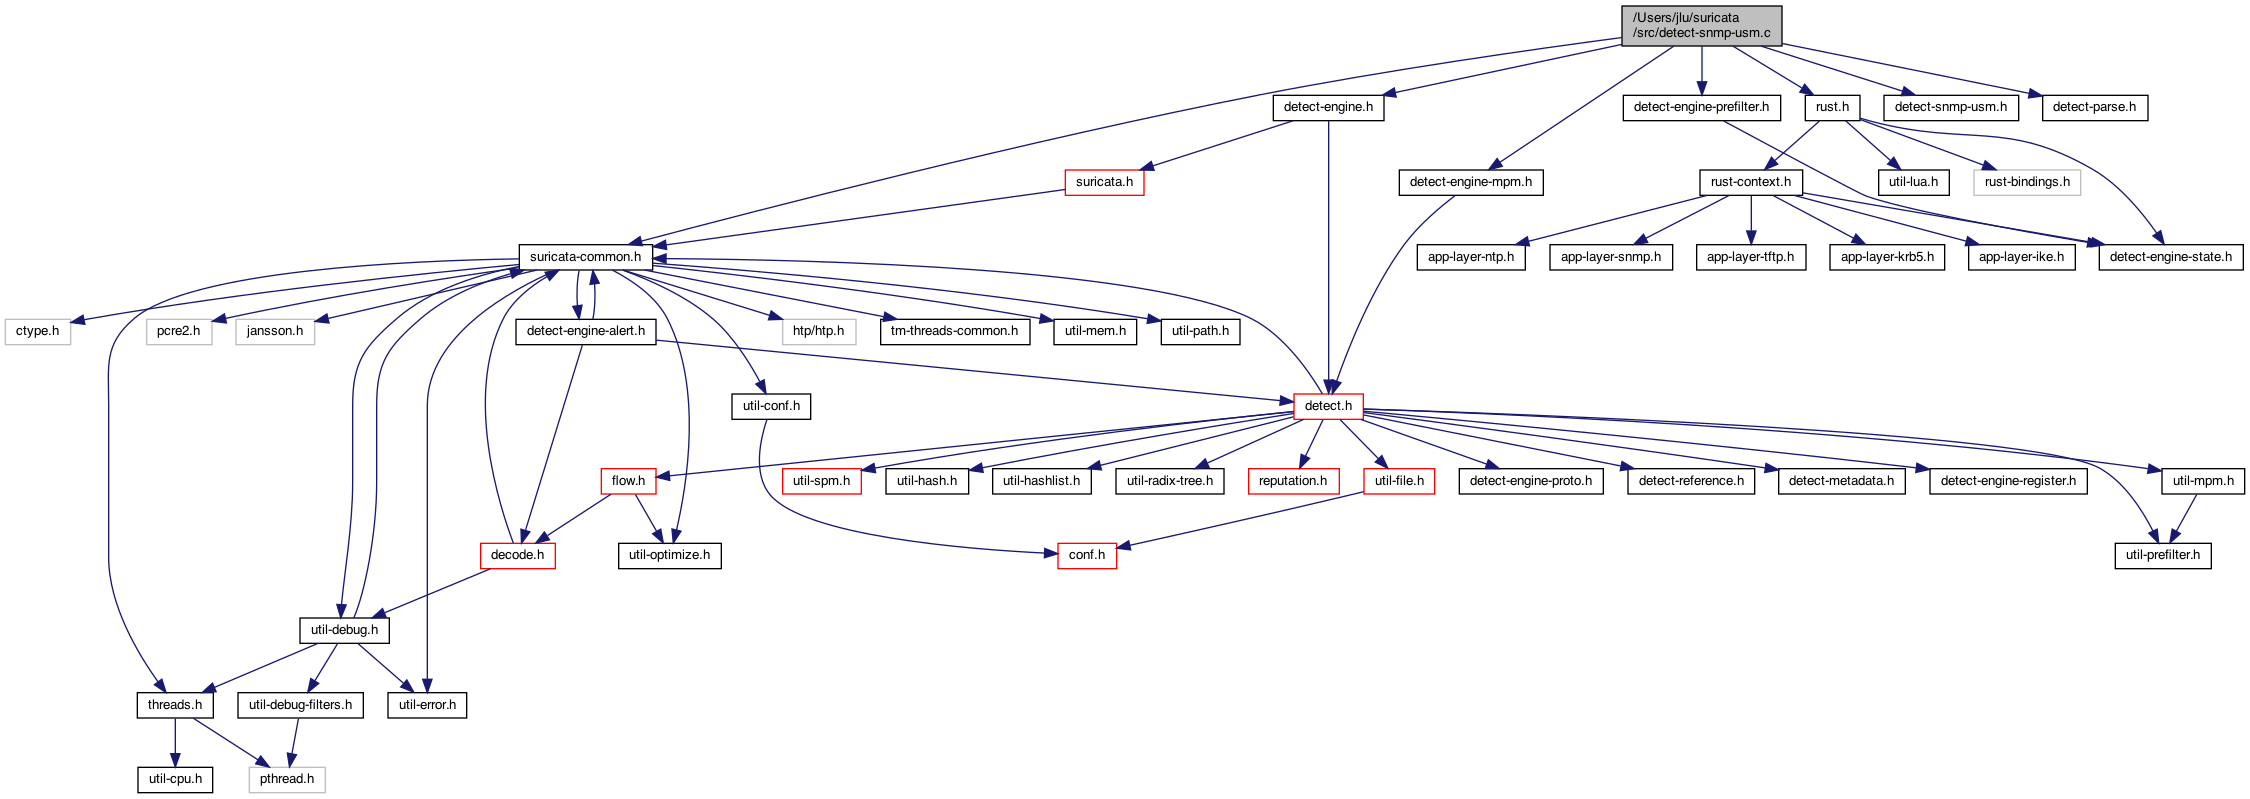 /Users/jlu/suricata
/src/detect-snmp-usm.c
detect-engine.h
detect-engine-prefilter.h
rust.h
detect-snmp-usm.h
detect-parse.h
suricata.h
detect-engine-mpm.h
rust-context.h
util-lua.h
rust-bindings.h
suricata-common.h
app-layer-ntp.h
app-layer-snmp.h
app-layer-tftp.h
app-layer-krb5.h
app-layer-ike.h
detect-engine-state.h
ctype.h
pcre2.h
jansson.h
detect-engine-alert.h
htp/htp.h
tm-threads-common.h
util-mem.h
util-path.h
util-conf.h
detect.h
flow.h
util-spm.h
util-hash.h
util-hashlist.h
util-radix-tree.h
reputation.h
util-file.h
detect-engine-proto.h
detect-reference.h
detect-metadata.h
detect-engine-register.h
util-mpm.h
decode.h
util-optimize.h
conf.h
util-prefilter.h
util-debug.h
threads.h
util-debug-filters.h
util-error.h
util-cpu.h
pthread.h